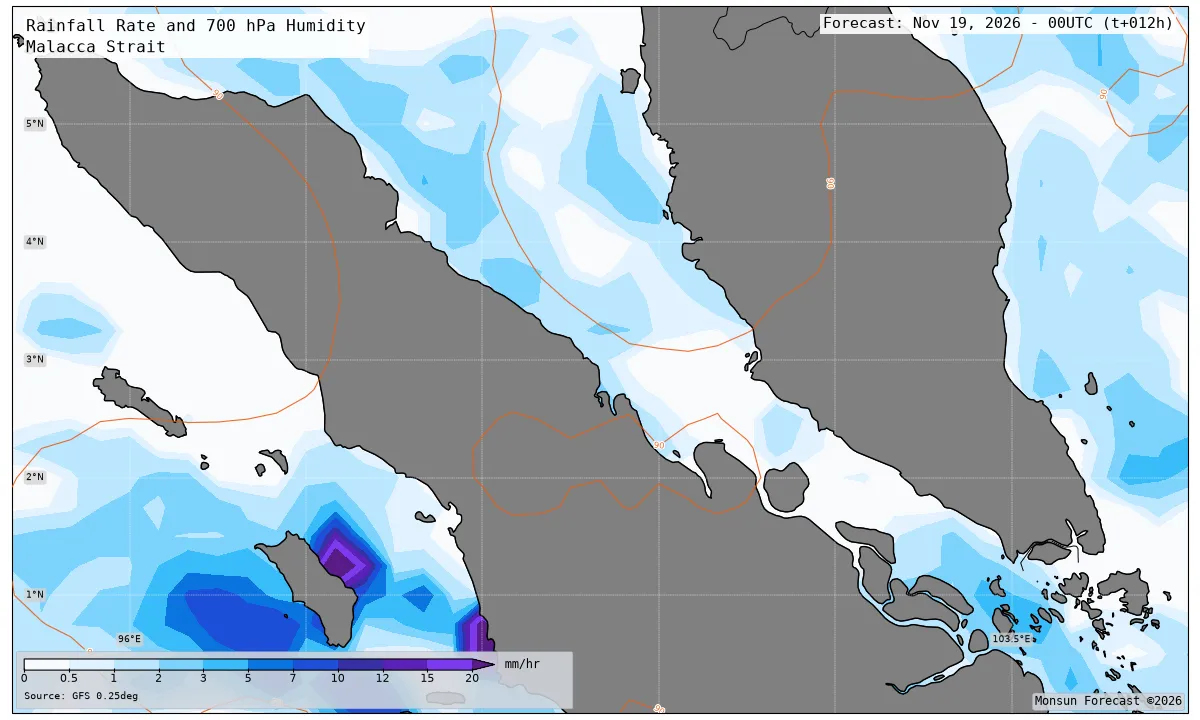 Rainfall Rate and 700 hPa Humidity
Malacca Strait
Forecast: Nov 19, 2026 - 00UTC (t+012h)
90
90
5°N
90
4°N
3°N
90
2°N
1°N
96°E
103.5°E
0 0.5 1 2 3 5 7 10 12 15 20
mm/hr
Source: GFS 0.25deg
90
Monsun Forecast ©2026